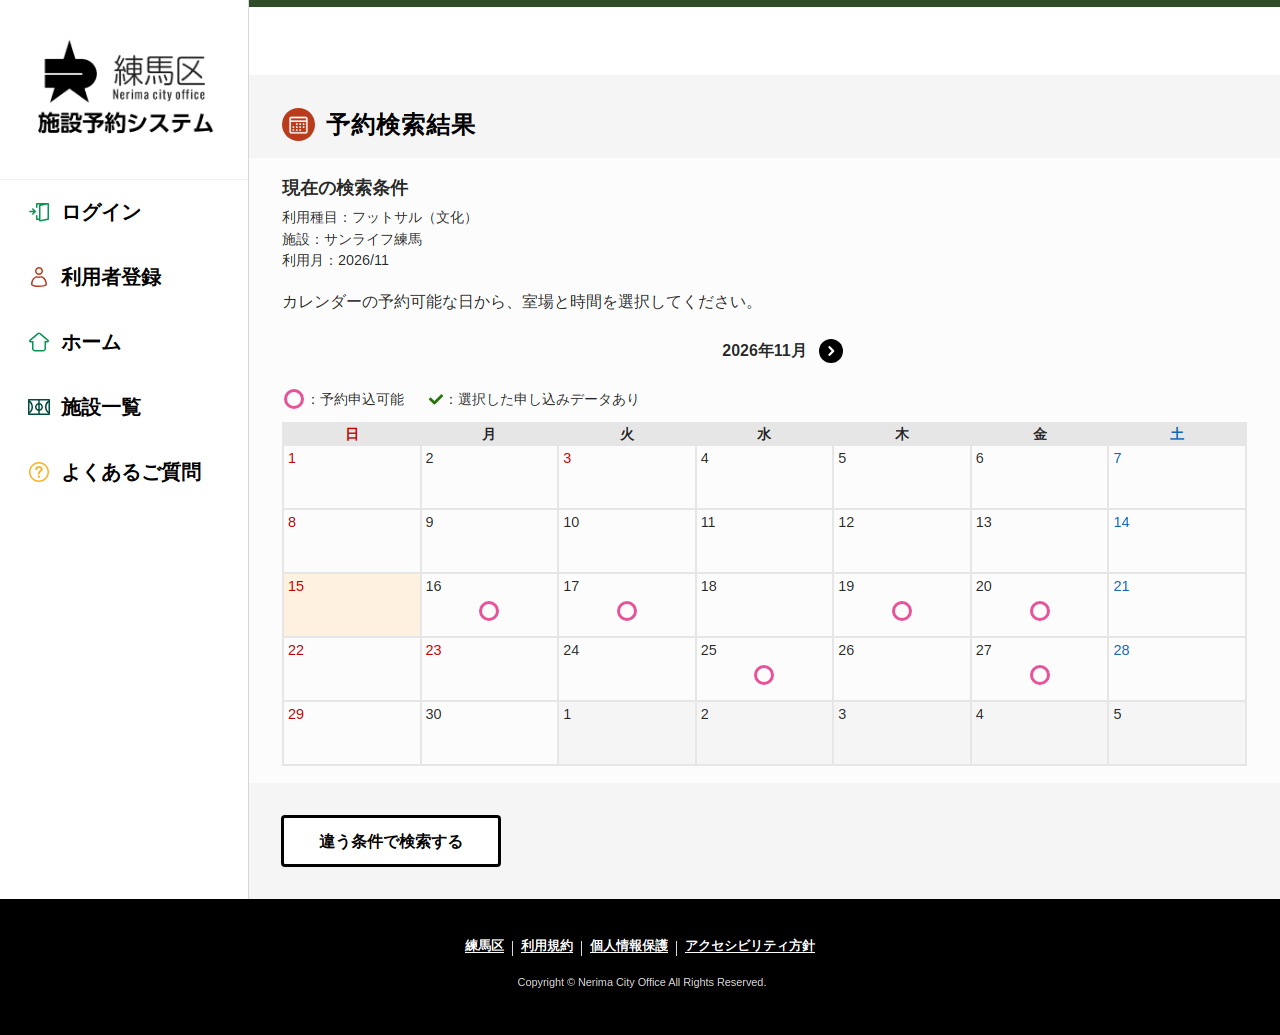 練馬区
Nerima city office
施設予約システム
ログイン
利用者登録
ホーム
施設一覧
よくあるご質問
予約検索結果
現在の検索条件
利用種目：フットサル（文化）
施設：サンライフ練馬
利用月：2026/11
カレンダーの予約可能な日から、室場と時間を選択してください。
2026年11月
：予約申込可能 ：選択した申し込みデータあり
日 月 火 水 木 金 土
1 2 3 4 5 6 7
8 9 10 11 12 13 14
15 16 17 18 19 20 21
22 23 24 25 26 27 28
29 30 1 2 3 4 5
違う条件で検索する
練馬区 利用規約 個人情報保護 アクセシビリティ方針
Copyright © Nerima City Office All Rights Reserved.